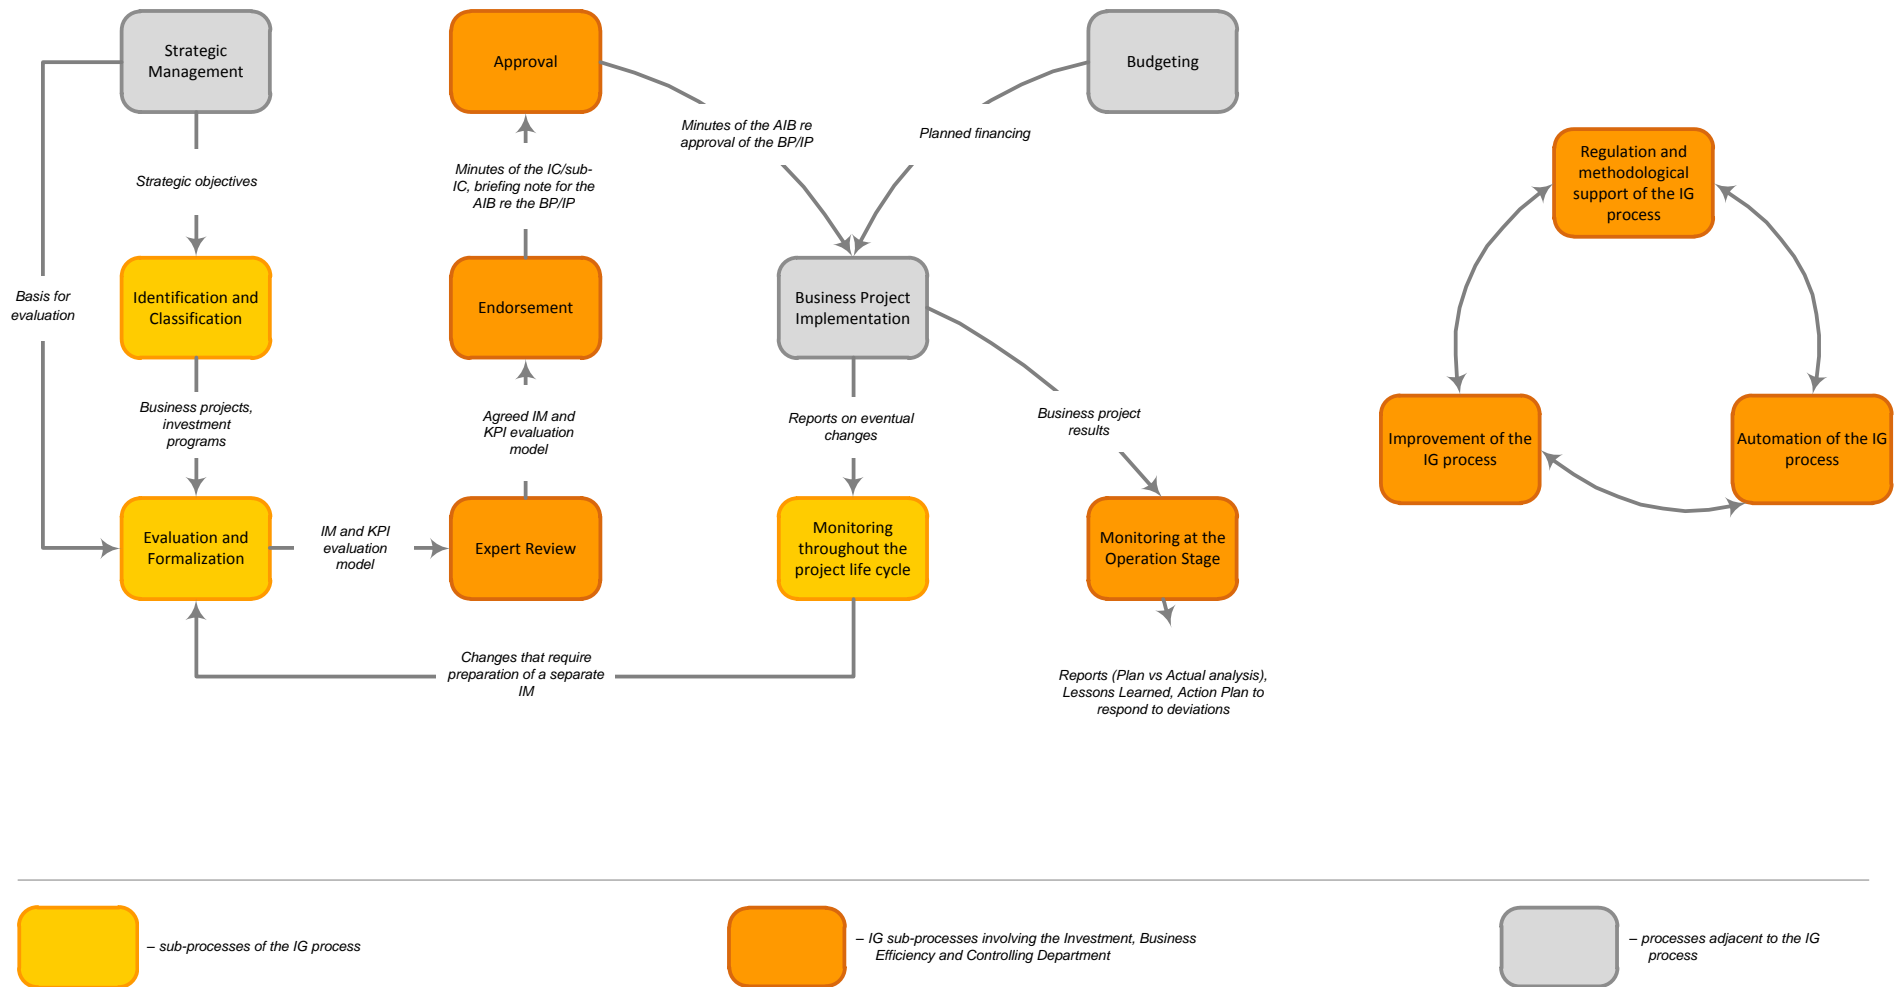 Strategic
Management
Approval
Budgeting
Minutes of the AIB re
approval of the BP/IP
Planned financing
Strategic objectives
Minutes of the IC/sub-
IC, briefing note for the
AIB re the BP/IP
Regulation and
methodological
support of the IG
process
Basis for
evaluation
Identification and
Classification
Endorsement
Business Project
Implementation
Business projects,
investment
programs
Agreed IM and
KPI evaluation
model
Reports on eventual
changes
Business project
results
Improvement of the
IG process
Automation of the IG
process
Evaluation and
Formalization
IM and KPI
evaluation
model
Expert Review
Monitoring
throughout the
project life cycle
Monitoring at the
Operation Stage
Changes that require
preparation of a separate
IM
Reports (Plan vs Actual analysis),
Lessons Learned, Action Plan to
respond to deviations
– sub-processes of the IG process
– IG sub-processes involving the Investment, Business
Efficiency and Controlling Department
– processes adjacent to the IG
process